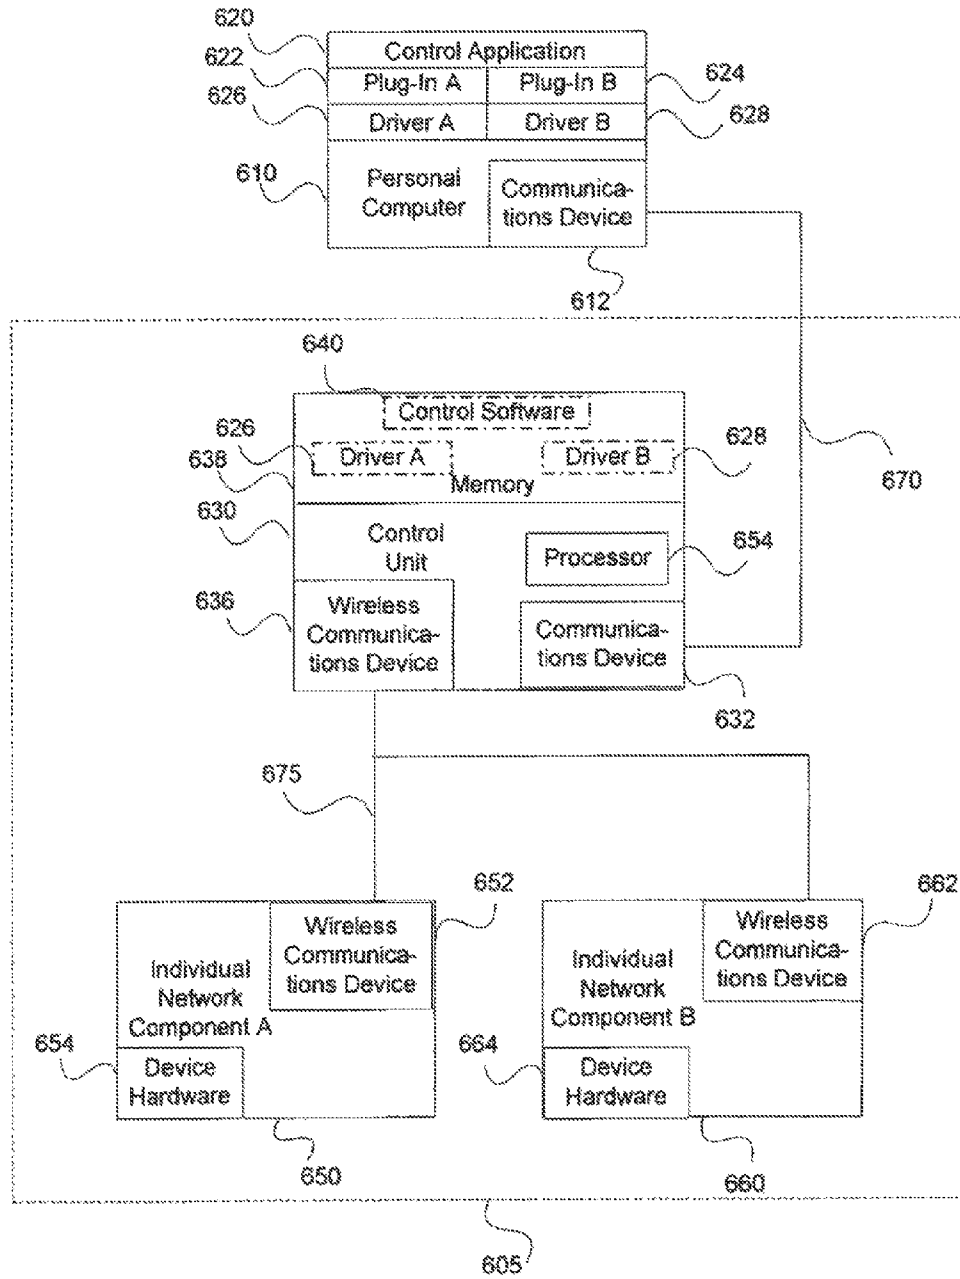 620
Control Application
622
Plug-In A
Plug-In B
624
626
Driver A
Driver B
628
610
Personal
Computer
Communica-
tions Device
612
640
Control Software
626
Driver A
Driver B
628
638
Memory
670
630
Control
Unit
Processor
654
636
Wireless
Communica-
tions Device
Communica-
tions Device
632
675
652
662
Wireless
Communica-
tions Device
Individual
Network
Component A
Wireless
Communica-
tions Device
Individual
Network
Component B
654
Device
Hardware
664
Device
Hardware
650
660
605